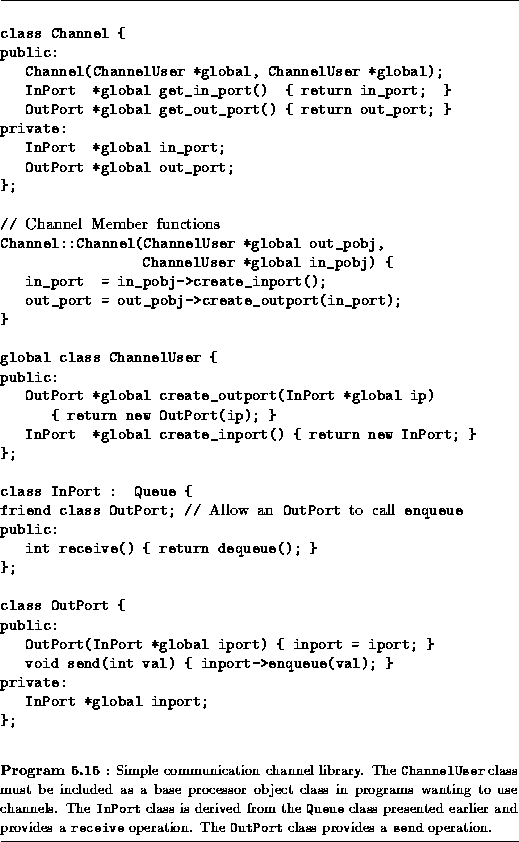 class Channel {
public:
   Channel(ChannelUser *global, ChannelUser *global);
   InPort  *global get_in_port()  { return in_port;  }
   OutPort *global get_out_port() { return out_port; }
private:
   InPort  *global in_port;
   OutPort *global out_port;
};
// Channel Member functions
Channel::Channel(ChannelUser *global out_pobj,
                 ChannelUser *global in_pobj) {
   in_port  = in_pobj->create_inport();
   out_port = out_pobj->create_outport(in_port);
}
global class ChannelUser {
public:
   OutPort *global create_outport(InPort *global ip)
      { return new OutPort(ip); }
   InPort  *global create_inport() { return new InPort; }
};
class InPort :  Queue {
friend class OutPort; // Allow an OutPort to call enqueue
public:
   int receive() { return dequeue(); }
};
class OutPort {
public:
   OutPort(InPort *global iport) { inport = iport; }
   void send(int val) { inport->enqueue(val); }
private:
   InPort *global inport;
};
Program 5.15 : Simple communication channel library. The ChannelUser class
must be included as a base processor object class in programs wanting to use
channels. The InPort class is derived from the Queue class presented earlier and
provides a receive operation. The OutPort class provides a send operation.